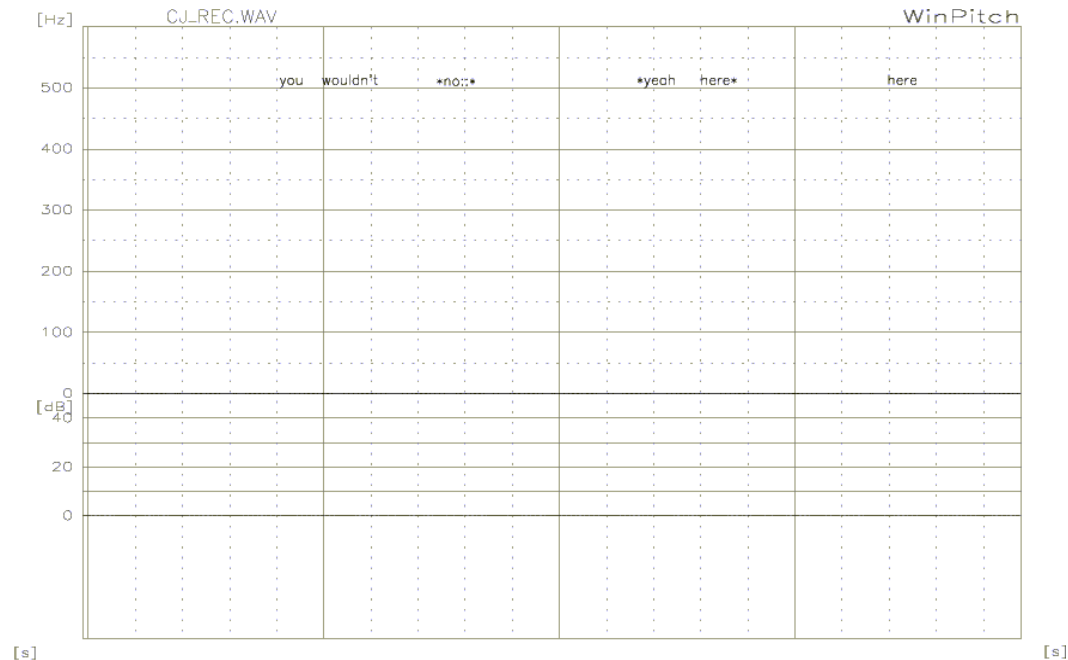 [Hz] CJ_REC.WAV WinPitch
you wouldn't *no::* *yeah here* here
500
400
300
200
100
0
[dB]
40
20
0
[s] [s]